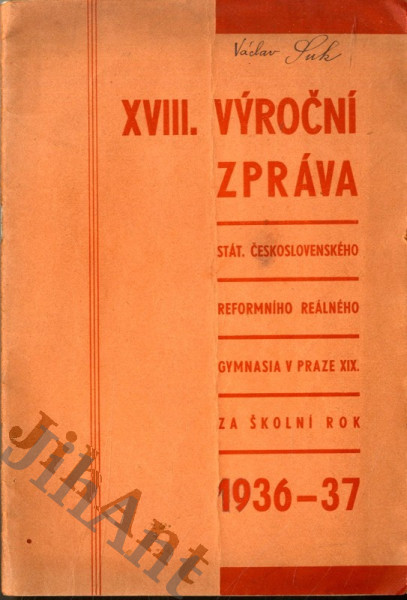 Václav Suk
XVIII. VÝROČNÍ
ZPRÁVA
STÁT. ČESKOSLOVENSKÉHO
REFORMNÍHO REÁLNÉHO
GYMNASIA V PRAZE XIX.
ZA ŠKOLNÍ ROK
1936-37
JihAnt